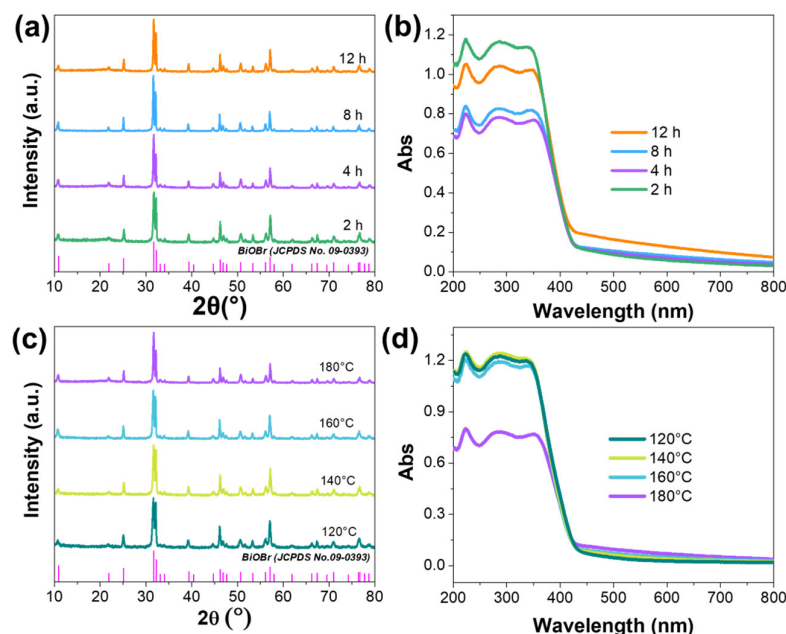 (a)
12 h
8 h
4 h
2 h
BiOBr (JCPDS No. 09-0393)
Intensity (a.u.)
10 20 30 40 50 60 70 80
2θ(°)
(b)
1.2
1.0
0.8
0.6
0.4
0.2
0.0
Abs
12 h
8 h
4 h
2 h
200 300 400 500 600 700 800
Wavelength (nm)
(c)
180°C
160°C
140°C
120°C
BiOBr (JCPDS No.09-0393)
Intensity (a.u.)
10 20 30 40 50 60 70 80
2θ (°)
(d)
1.2
0.9
0.6
0.3
0.0
Abs
120°C
140°C
160°C
180°C
200 300 400 500 600 700 800
Wavelength (nm)